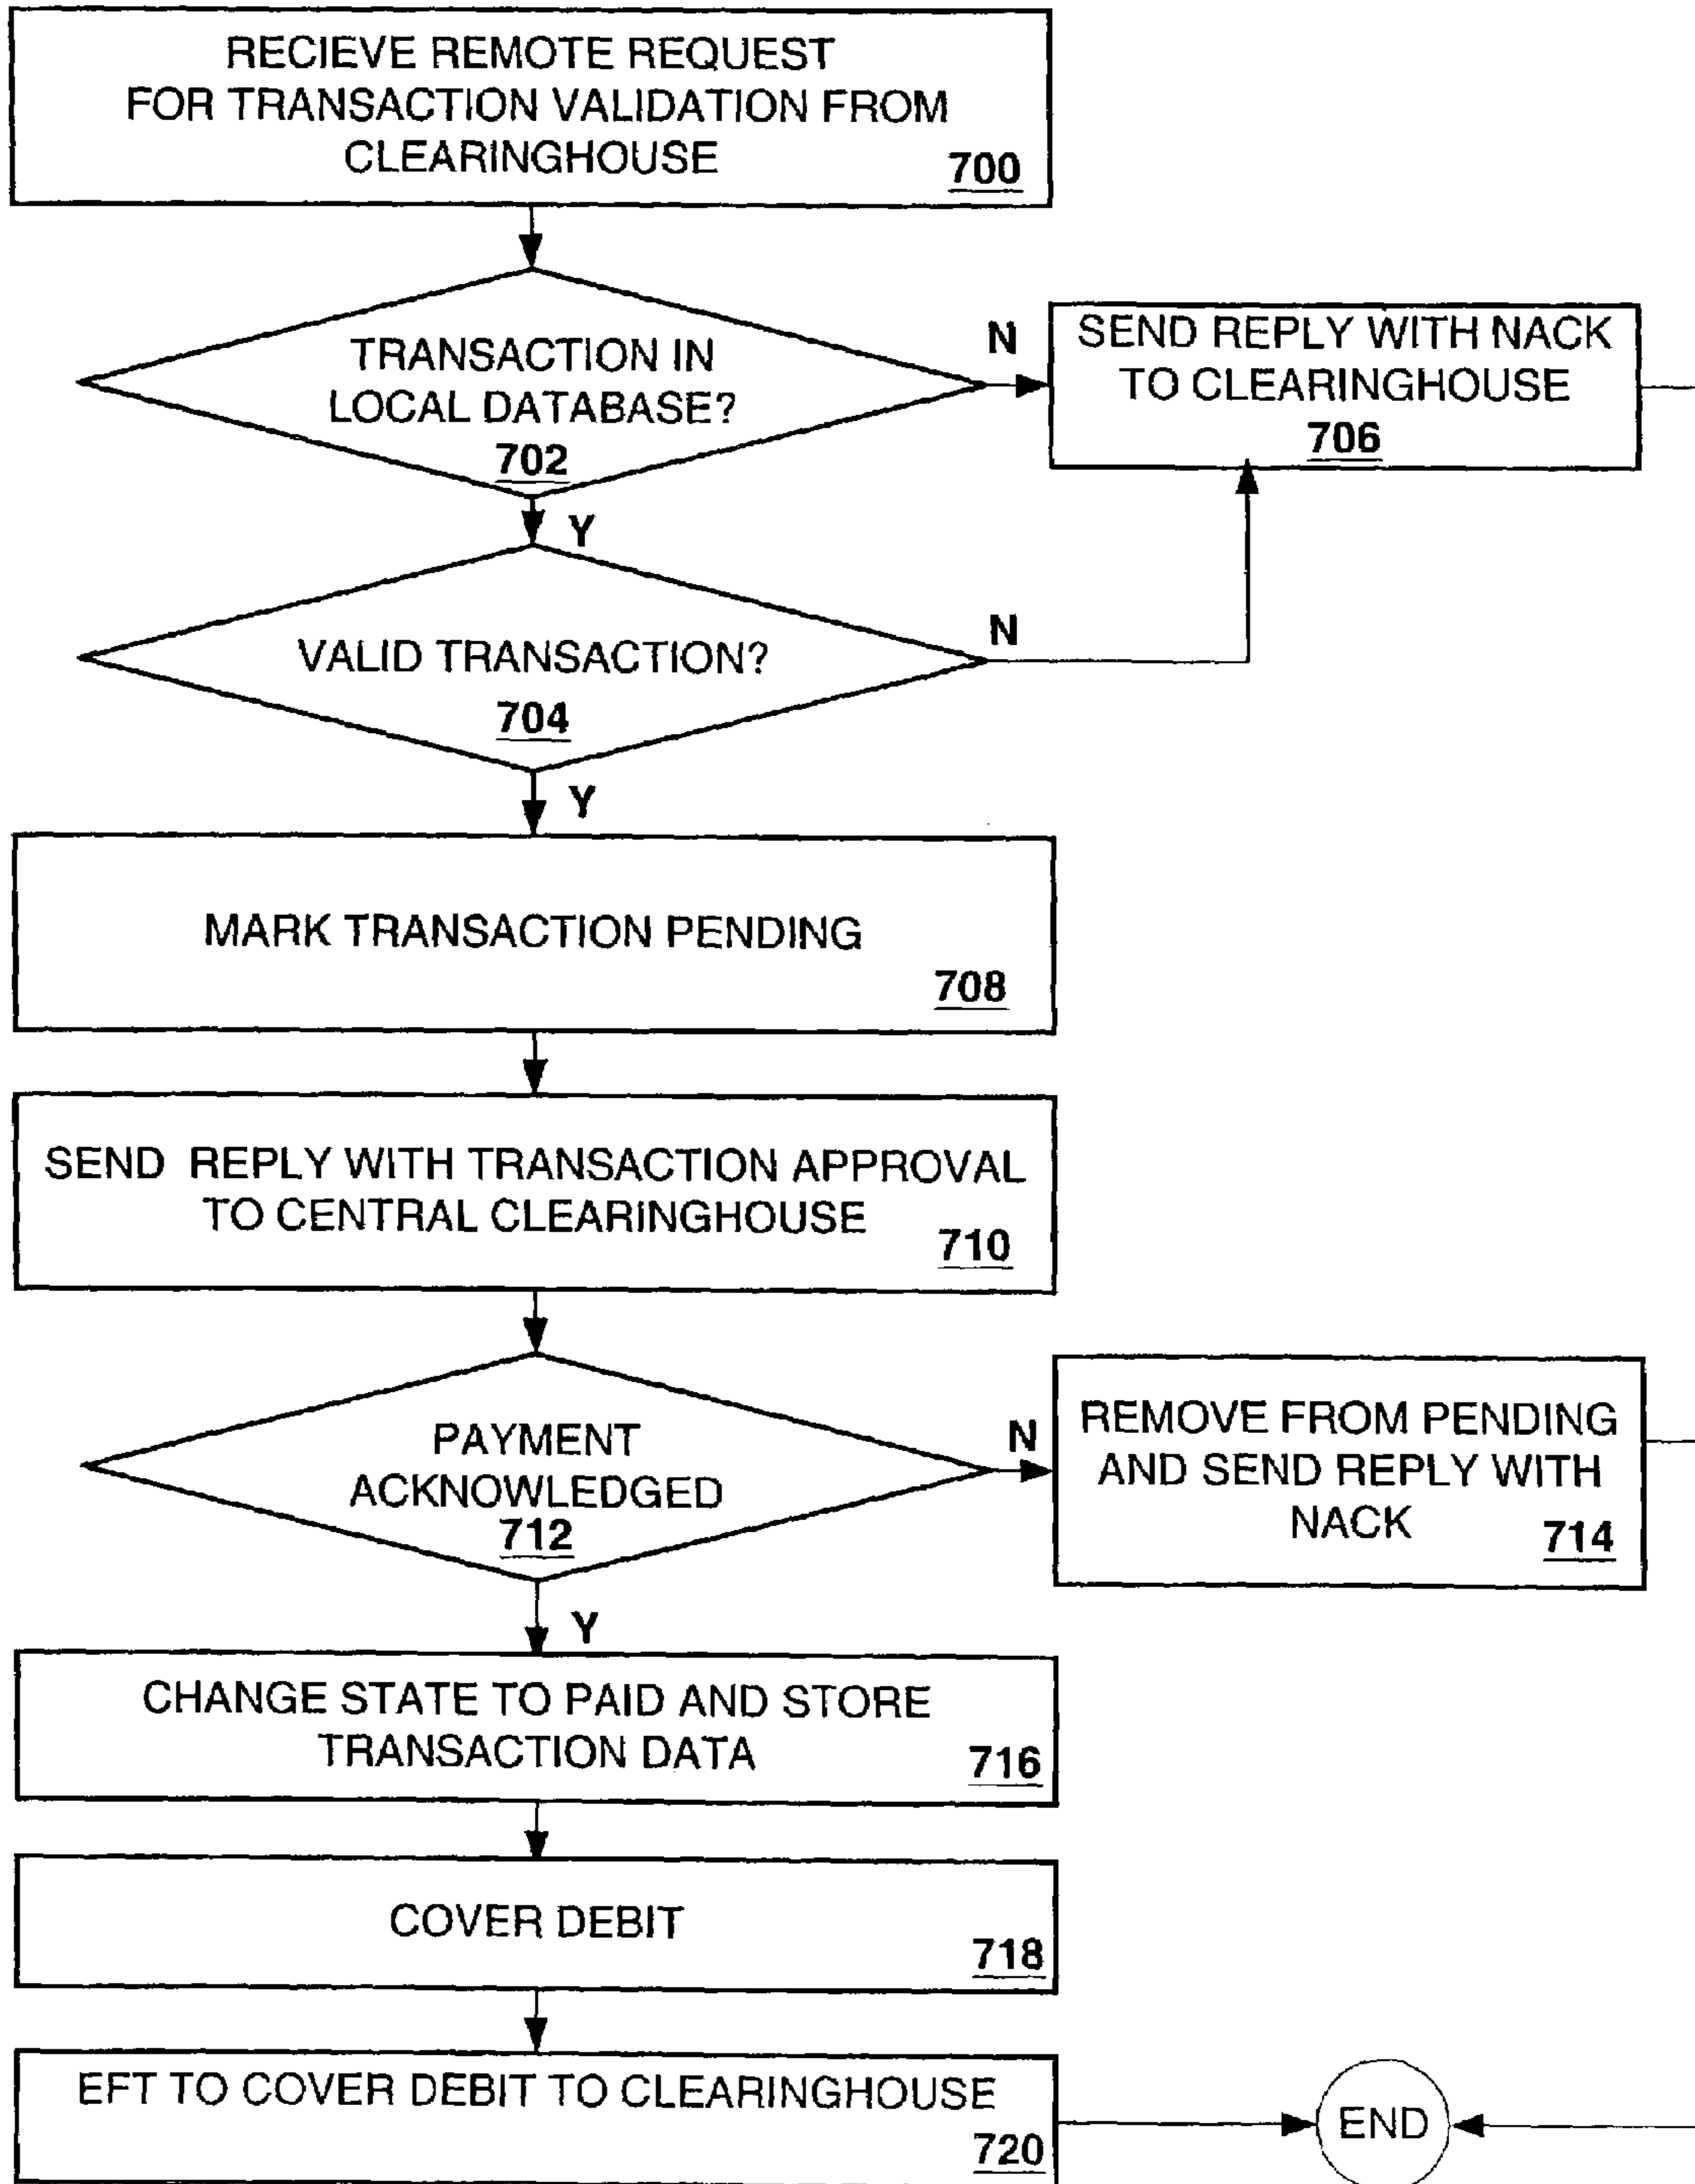 RECIEVE REMOTE REQUEST
FOR TRANSACTION VALIDATION FROM
CLEARINGHOUSE
700
TRANSACTION IN
LOCAL DATABASE?
702
N
SEND REPLY WITH NACK
TO CLEARINGHOUSE
706
Y
VALID TRANSACTION?
704
N
Y
MARK TRANSACTION PENDING
708
SEND REPLY WITH TRANSACTION APPROVAL
TO CENTRAL CLEARINGHOUSE
710
PAYMENT
ACKNOWLEDGED
712
N
REMOVE FROM PENDING
AND SEND REPLY WITH
NACK
714
Y
CHANGE STATE TO PAID AND STORE
TRANSACTION DATA
716
COVER DEBIT
718
EFT TO COVER DEBIT TO CLEARINGHOUSE
720
END